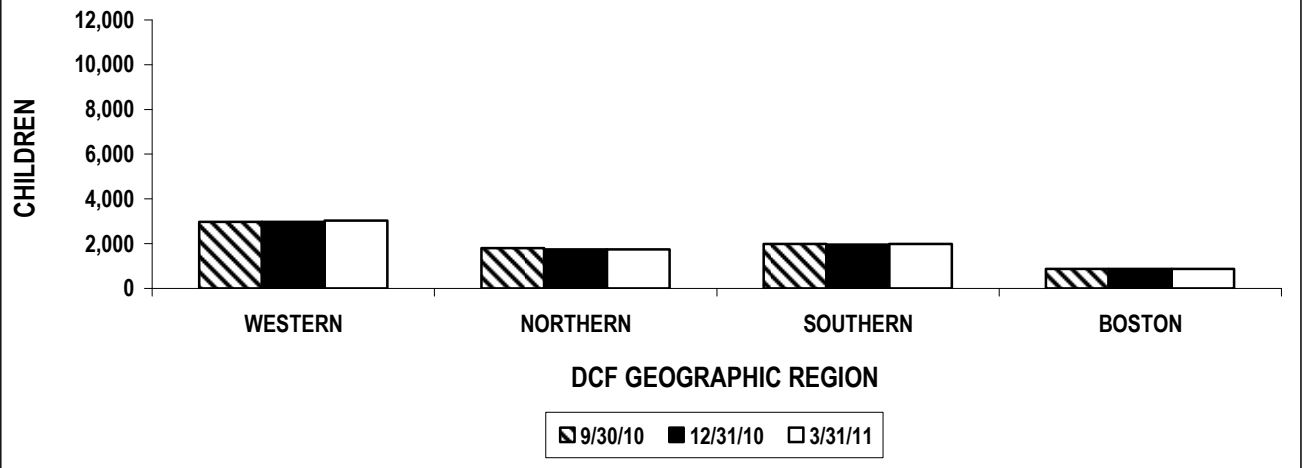 12,000
10,000
8,000
6,000
4,000
2,000
0
CHILDREN
WESTERN NORTHERN SOUTHERN BOSTON
DCF GEOGRAPHIC REGION
9/30/10 12/31/10 3/31/11